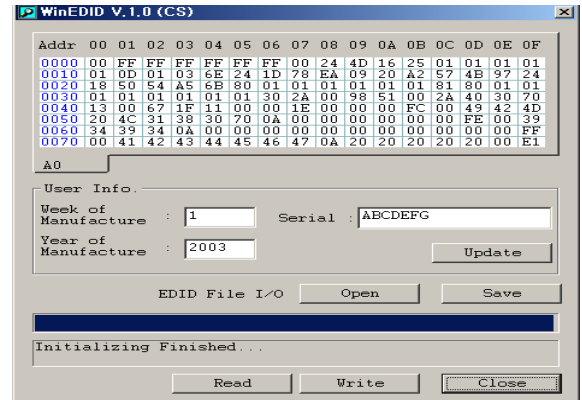 WinEDID V.1.0 (CS)
Addr 00 01 02 03 04 05 06 07 08 09 0A 0B 0C 0D 0E 0F
0000 00 FF FF FF FF FF FF 00 24 4D 16 25 01 01 01 01
0010 01 0D 01 03 6E 24 1D 78 EA 09 20 A2 57 4B 97 24
0020 18 50 54 A5 6B 80 01 01 01 01 01 01 81 80 01 01
0030 01 01 01 01 01 01 30 2A 00 98 51 00 2A 40 30 70
0040 13 00 67 1F 11 00 00 1E 00 00 00 FC 00 49 42 4D
0050 20 4C 31 38 30 70 0A 00 00 00 00 00 00 FE 00 39
0060 34 39 34 0A 00 00 00 00 00 00 00 00 00 00 00 FF
0070 00 41 42 43 44 45 46 47 0A 20 20 20 20 20 00 E1
A0
User Info.
Week of Manufacture : 1 Serial : ABCDEFG
Year of Manufacture : 2003 Update
EDID File I/O Open Save
Initializing Finished...
Read Write Close